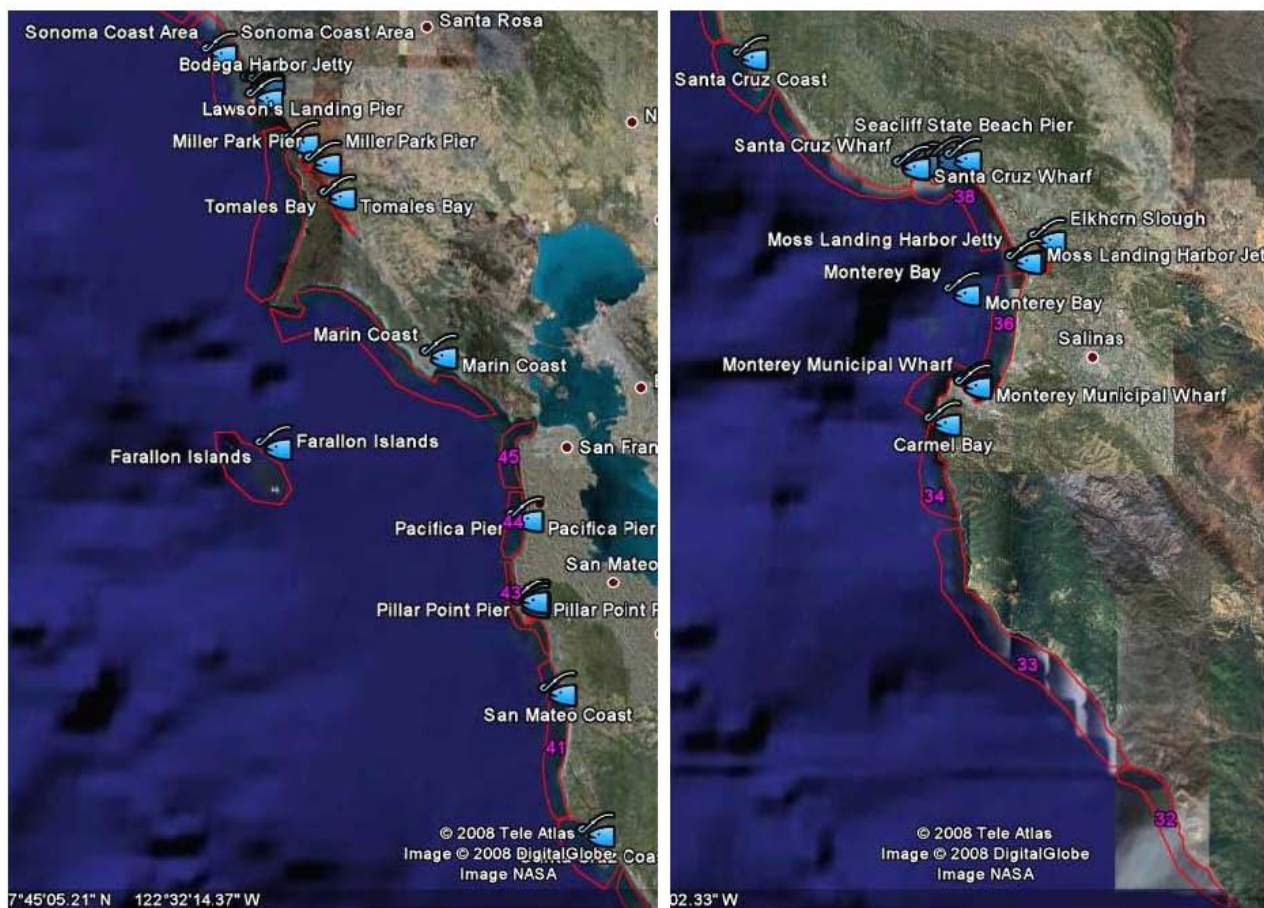 Sonoma Coast Area
Sonoma Coast Area
Santa Rosa
Bodega Harbor Jetty
Lawson's Landing Pier
N
Miller Park Pier
Miller Park Pier
Tomales Bay
Tomales Bay
Marin Coast
Marin Coast
Farallon Islands
Farallon Islands
45
San Fran
Pacifica Pier
44
Pacifica Pier
San Mateo
43
Pillar Point Pier
Pillar Point P
San Mateo Coast
41
© 2008 Tele Atlas
Image © 2008 DigitalGlobe
Image NASA
7°45'05.21" N 122°32'14.37" W
Santa Cruz Coast
Seacliff State Beach Pier
Santa Cruz Wharf
Santa Cruz Wharf
38
Elkhorn Slough
Moss Landing Harbor Jetty
Moss Landing Harbor Jet
Monterey Bay
Monterey Bay
36
Salinas
Monterey Municipal Wharf
Monterey Municipal Wharf
Carmel Bay
34
33
32
© 2008 Tele Atlas
Image © 2008 DigitalGlobe
Image NASA
02.33" W